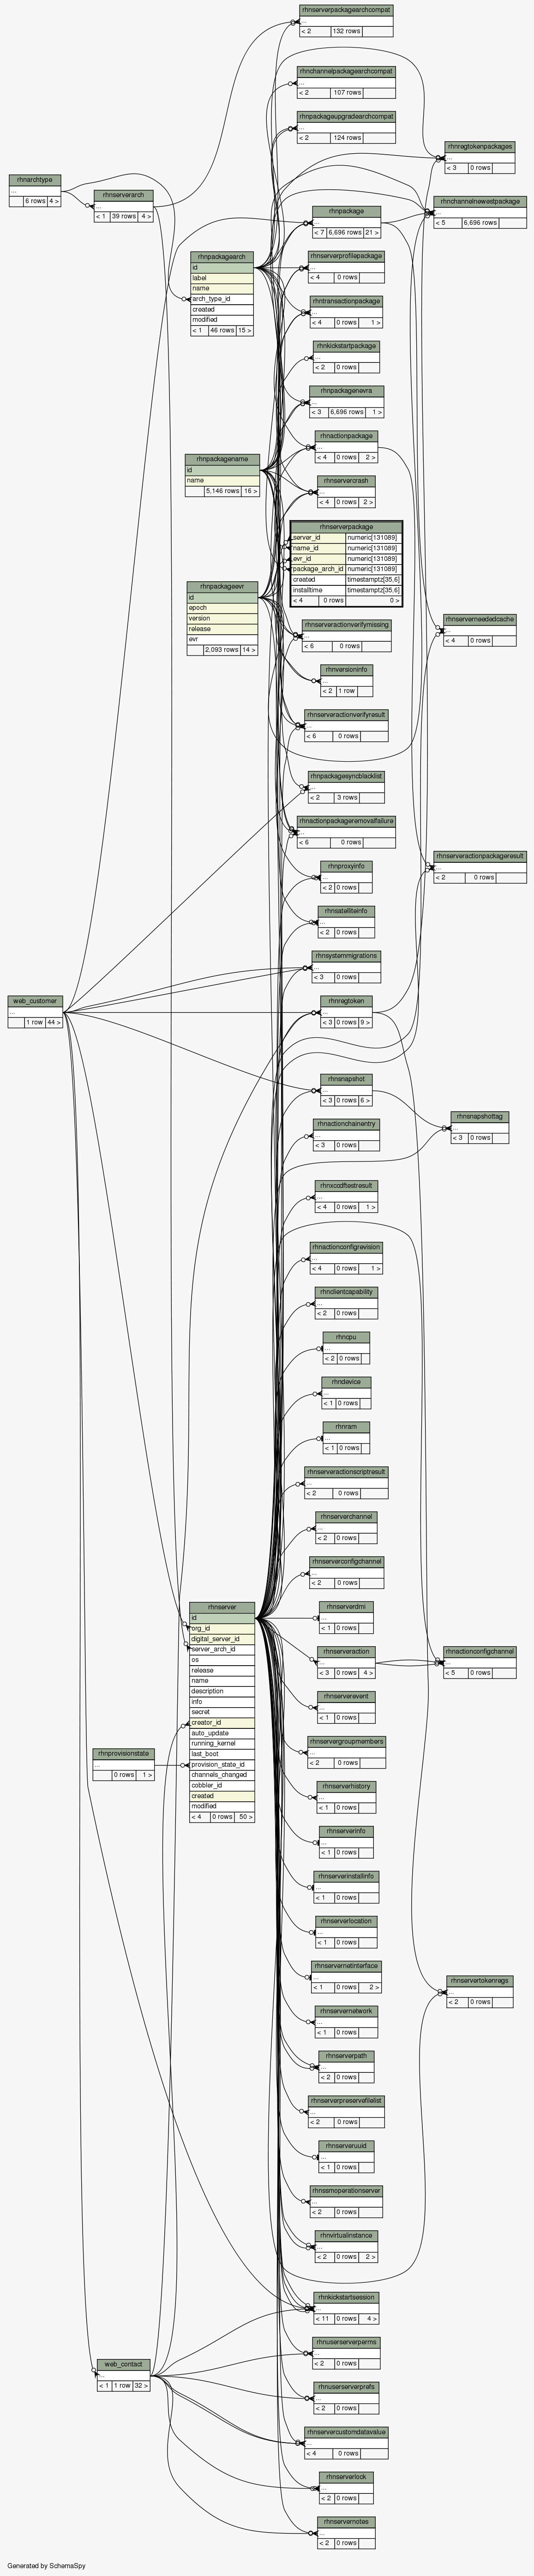 rhnserverpackagearchcompat
...
< 2 132 rows
rhnchannelpackagearchcompat
...
< 2 107 rows
rhnpackageupgradearchcompat
...
< 2 124 rows
rhnregtokenpackages
...
< 3 0 rows
rhnarchtype
...
6 rows 4 >
rhnserverarch
...
< 1 39 rows 4 >
rhnchannelnewestpackage
...
< 5 6,696 rows
rhnpackage
...
< 7 6,696 rows 21 >
rhnpackagearch
id
label
name
arch_type_id
created
modified
< 1 46 rows 15 >
rhnserverprofilepackage
...
< 4 0 rows
rhntransactionpackage
...
< 4 0 rows 1 >
rhnkickstartpackage
...
< 2 0 rows
rhnpackagenevra
...
< 3 6,696 rows 1 >
rhnactionpackage
...
< 4 0 rows 2 >
rhnpackagename
id
name
5,146 rows 16 >
rhnservercrash
...
< 4 0 rows 2 >
rhnserverpackage
server_id numeric[131089]
name_id numeric[131089]
evr_id numeric[131089]
package_arch_id numeric[131089]
created timestamptz[35,6]
installtime timestamptz[35,6]
< 4 0 rows 0 >
rhnpackageevr
id
epoch
version
release
evr
2,093 rows 14 >
rhnserveractionverifymissing
...
< 6 0 rows
rhnserverneededcache
...
< 4 0 rows
rhnversioninfo
...
< 2 1 row
rhnserveractionverifyresult
...
< 6 0 rows
rhnpackagesyncblacklist
...
< 2 3 rows
rhnactionpackageremovalfailure
...
< 6 0 rows
rhnserveractionpackageresult
...
< 2 0 rows
rhnproxyinfo
...
< 2 0 rows
rhnsatelliteinfo
...
< 2 0 rows
rhnsystemmigrations
...
< 3 0 rows
web_customer
...
1 row 44 >
rhnregtoken
...
< 3 0 rows 9 >
rhnsnapshot
...
< 3 0 rows 6 >
rhnsnapshottag
...
< 3 0 rows
rhnactionchainentry
...
< 3 0 rows
rhnxccdftestresult
...
< 4 0 rows 1 >
rhnactionconfigrevision
...
< 4 0 rows 1 >
rhnclientcapability
...
< 2 0 rows
rhncpu
...
< 2 0 rows
rhndevice
...
< 1 0 rows
rhnram
...
< 1 0 rows
rhnserveractionscriptresult
...
< 2 0 rows
rhnserverchannel
...
< 2 0 rows
rhnserverconfigchannel
...
< 2 0 rows
rhnserver
id
org_id
digital_server_id
server_arch_id
os
release
name
description
info
secret
creator_id
auto_update
running_kernel
last_boot
provision_state_id
channels_changed
cobbler_id
created
modified
< 4 0 rows 50 >
rhnserverdmi
...
< 1 0 rows
rhnserveraction
...
< 3 0 rows 4 >
rhnactionconfigchannel
...
< 5 0 rows
rhnserverevent
...
< 1 0 rows
rhnprovisionstate
...
0 rows 1 >
rhnservergroupmembers
...
< 2 0 rows
rhnserverhistory
...
< 1 0 rows
rhnserverinfo
...
< 1 0 rows
rhnserverinstallinfo
...
< 1 0 rows
rhnserverlocation
...
< 1 0 rows
rhnservernetinterface
...
< 1 0 rows 2 >
rhnservertokenregs
...
< 2 0 rows
rhnservernetwork
...
< 1 0 rows
rhnserverpath
...
< 2 0 rows
rhnserverpreservefilelist
...
< 2 0 rows
rhnserveruuid
...
< 1 0 rows
rhnssmoperationserver
...
< 2 0 rows
rhnvirtualinstance
...
< 2 0 rows 2 >
rhnkickstartsession
...
< 11 0 rows 4 >
rhnuserserverperms
...
< 2 0 rows
web_contact
...
< 1 1 row 32 >
rhnuserserverprefs
...
< 2 0 rows
rhnservercustomdatavalue
...
< 4 0 rows
rhnserverlock
...
< 2 0 rows
rhnservernotes
...
< 2 0 rows
Generated by SchemaSpy